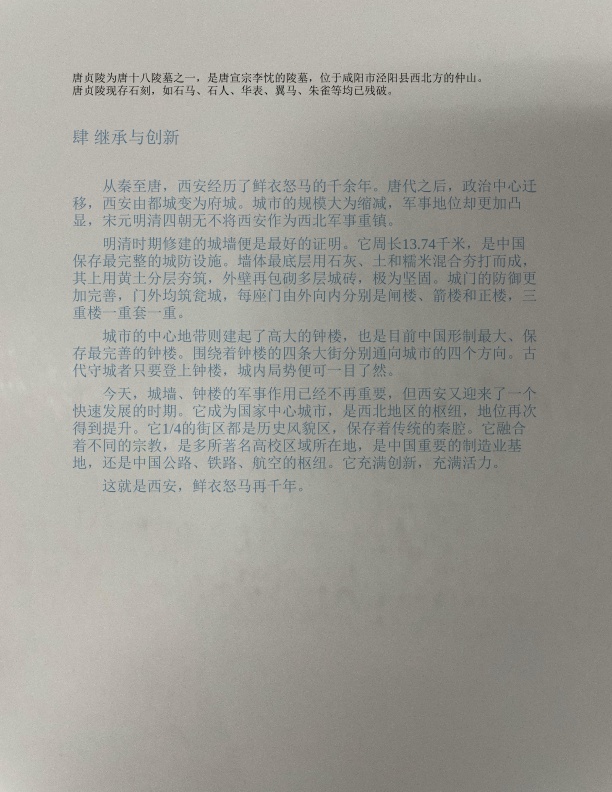 唐贞陵为唐十八陵墓之一，是唐宣宗李忱的陵墓，位于咸阳市泾阳县西北方的仲山。
唐贞陵现存石刻，如石马、石人、华表、翼马、朱雀等均已残破。
肆 继承与创新
从秦至唐，西安经历了鲜衣怒马的千余年。唐代之后，政治中心迁
移，西安由都城变为府城。城市的规模大为缩减，军事地位却更加凸
显，宋元明清四朝无不将西安作为西北军事重镇。
明清时期修建的城墙便是最好的证明。它周长13.74千米，是中国
保存最完整的城防设施。墙体最底层用石灰、土和糯米混合夯打而成，
其上用黄土分层夯筑，外壁再包砌多层城砖，极为坚固。城门的防御更
加完善，门外均筑瓮城，每座门由外向内分别是闸楼、箭楼和正楼，三
重楼一重套一重。
城市的中心地带则建起了高大的钟楼，也是目前中国形制最大、保
存最完善的钟楼。围绕着钟楼的四条大街分别通向城市的四个方向。古
代守城者只要登上钟楼，城内局势便可一目了然。
今天，城墙、钟楼的军事作用已经不再重要，但西安又迎来了一个
快速发展的时期。它成为国家中心城市，是西北地区的枢纽，地位再次
得到提升。它1/4的街区都是历史风貌区，保存着传统的秦腔。它融合
着不同的宗教，是多所著名高校区域所在地，是中国重要的制造业基
地，还是中国公路、铁路、航空的枢纽。它充满创新，充满活力。
这就是西安，鲜衣怒马再千年。